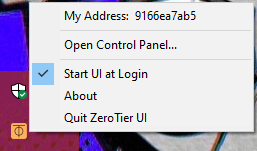 My Address: 9166ea7ab5
Open Control Panel...
Start UI at Login
About
Quit ZeroTier UI